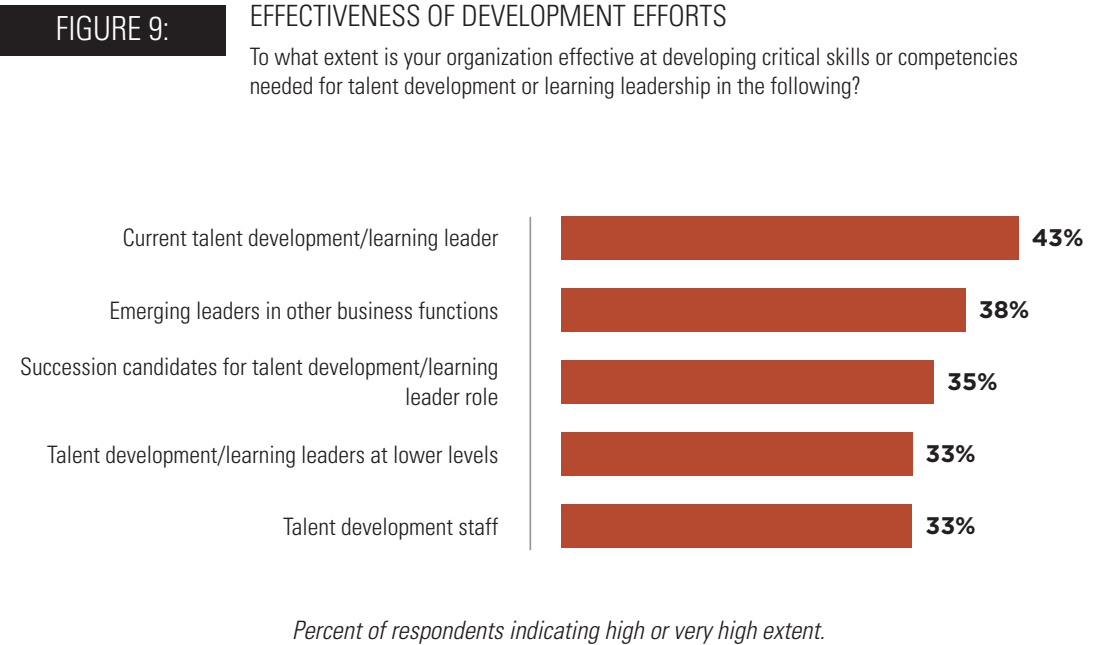 FIGURE 9:
EFFECTIVENESS OF DEVELOPMENT EFFORTS
To what extent is your organization effective at developing critical skills or competencies
needed for talent development or learning leadership in the following?
Current talent development/learning leader
43%
Emerging leaders in other business functions
38%
Succession candidates for talent development/learning
leader role
35%
Talent development/learning leaders at lower levels
33%
Talent development staff
33%
Percent of respondents indicating high or very high extent.